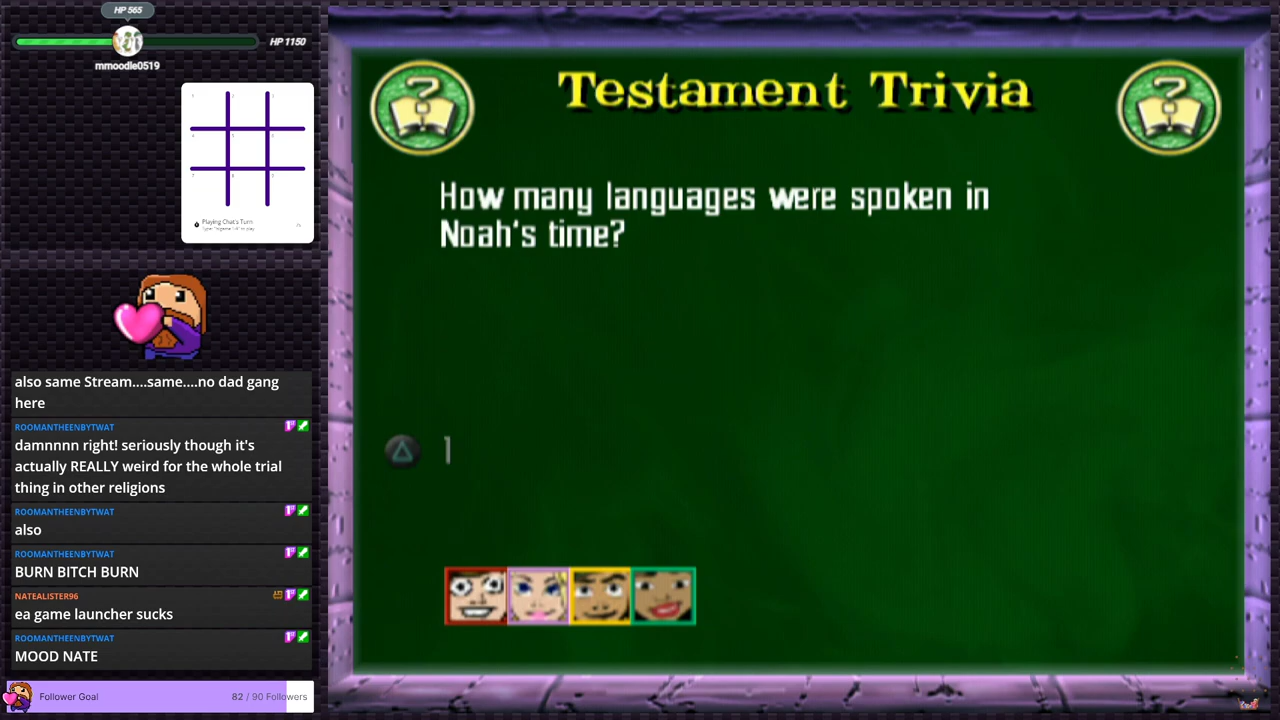 HP 565
HP 1150
mmoodle0519
Playing Chat's Turn
also same Stream....same....no dad gang
here
ROOMANTHEENBYTWAT
damnnnn right! seriously though it's
actually REALLY weird for the whole trial
thing in other religions
ROOMANTHEENBYTWAT
also
ROOMANTHEENBYTWAT
BURN BITCH BURN
NATEALISTER96
ea game launcher sucks
ROOMANTHEENBYTWAT
MOOD NATE
Follower Goal
82 / 90 Followers
Testament Trivia
How many languages were spoken in
Noah's time?
1